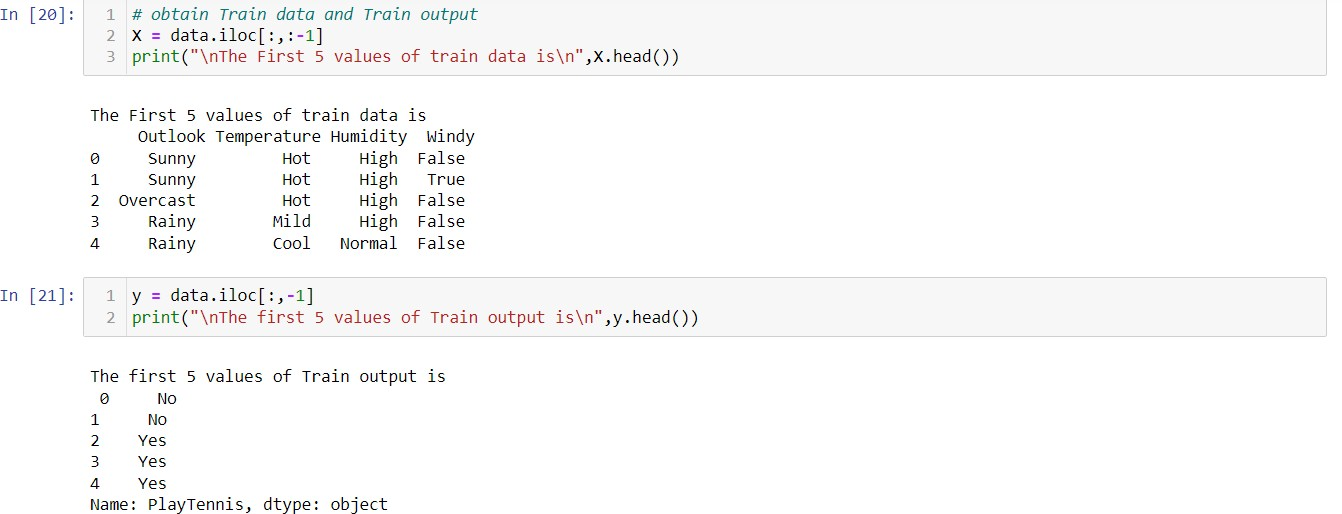 In [20]:
1 # obtain Train data and Train output
2 X = data.iloc[:,:-1]
3 print("\nThe First 5 values of train data is\n",X.head())
The First 5 values of train data is
     Outlook Temperature Humidity  Windy
0     Sunny         Hot     High  False
1     Sunny         Hot     High   True
2  Overcast         Hot     High  False
3     Rainy        Mild     High  False
4     Rainy        Cool   Normal  False
In [21]:
1 y = data.iloc[:,-1]
2 print("\nThe first 5 values of Train output is\n",y.head())
The first 5 values of Train output is
 0     No
1      No
2     Yes
3     Yes
4     Yes
Name: PlayTennis, dtype: object